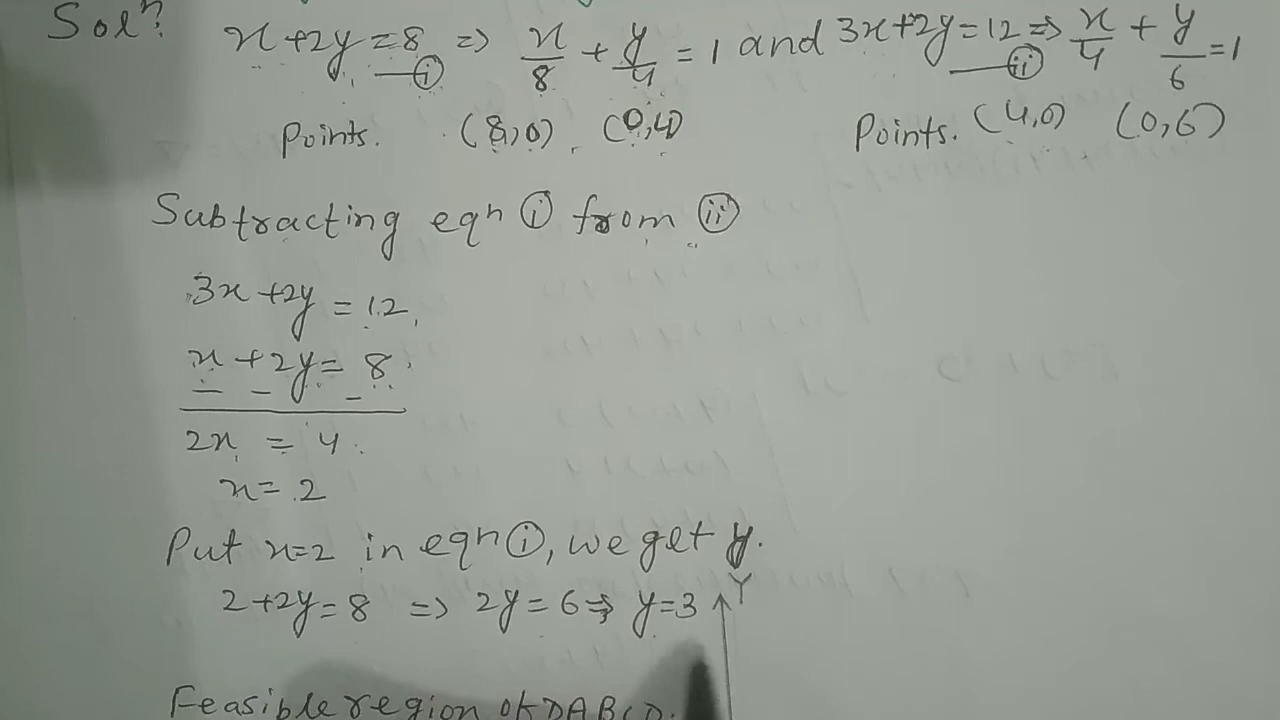 Solⁿ. x+2y=8 => x/8 + y/4 = 1 and 3x+2y=12 => x/4 + y/6 = 1
—(i) —(ii)
Points. (8,0), (0,4) Points. (4,0) (0,6)
Subtracting eqn (i) from (ii)
3x+2y = 12
x+2y = 8
— — —
2x = 4
x = 2
Put x=2 in eqn (i), we get y.
2+2y=8 => 2y=6 => y=3
Y
Feasible region OABCD.